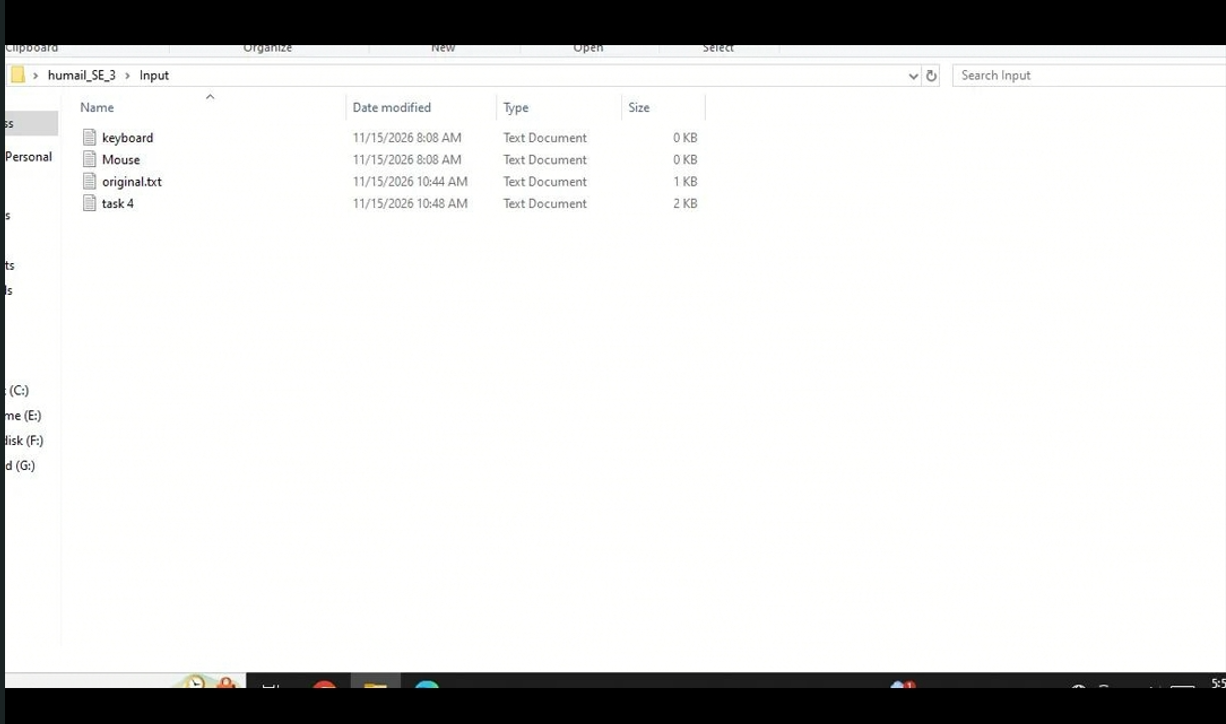 Clipboard Organize New Open Select
humail_SE_3 Input Search Input
Name Date modified Type Size
ss
keyboard 11/15/2026 8:08 AM Text Document 0 KB
Personal
Mouse 11/15/2026 8:08 AM Text Document 0 KB
original.txt 11/15/2026 10:44 AM Text Document 1 KB
task 4 11/15/2026 10:48 AM Text Document 2 KB
s
ts
ls
(C:)
me (E:)
disk (F:)
d (G:)
1